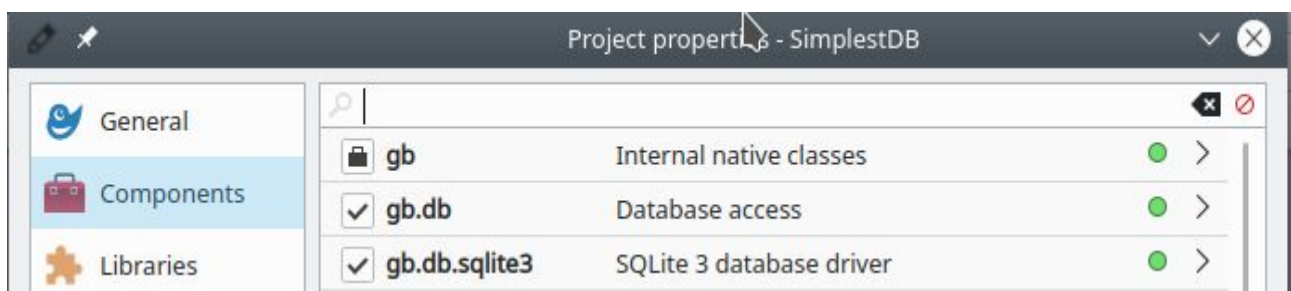 Project properties - SimplestDB
General
Components
Libraries
gb Internal native classes
gb.db Database access
gb.db.sqlite3 SQLite 3 database driver